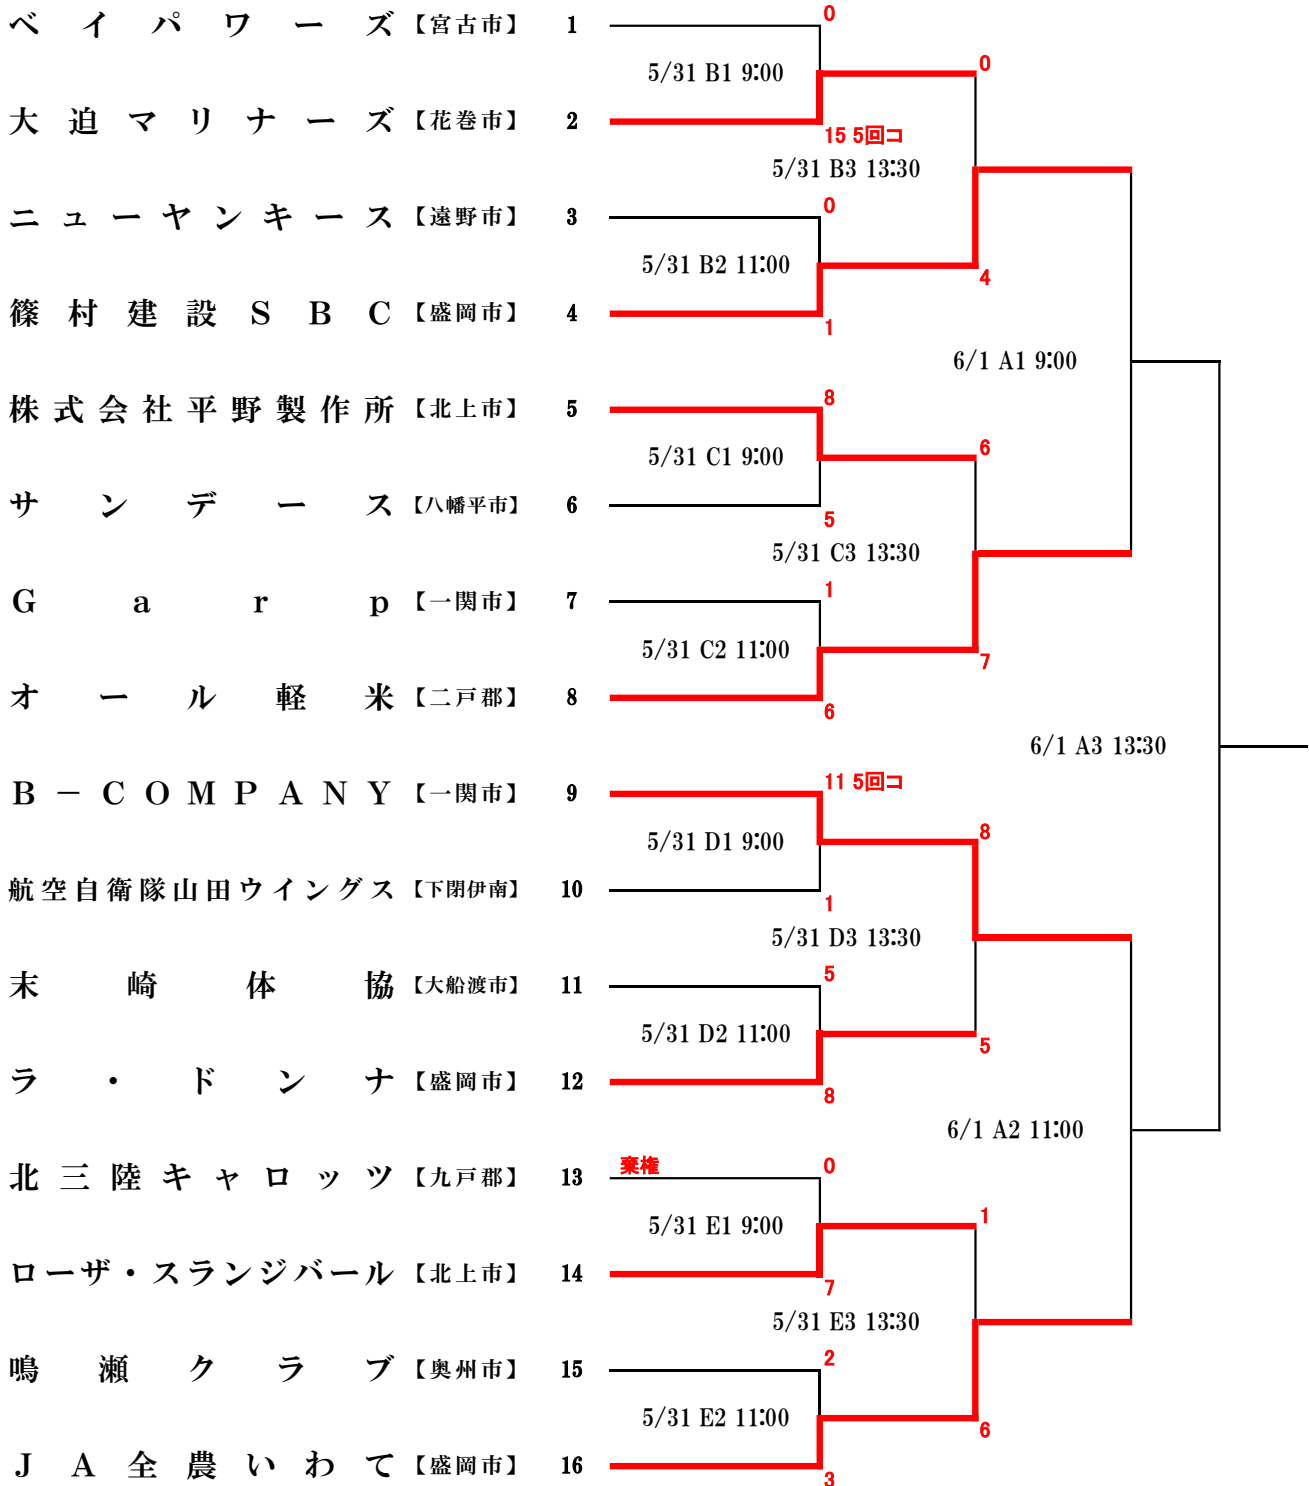 ベイパワーズ【宮古市】 1
0
5/31 B1 9:00
0
大迫マリナーズ【花巻市】 2
15 5回コ
5/31 B3 13:30
ニューヤンキース【遠野市】 3
0
5/31 B2 11:00
4
篠村建設SBC【盛岡市】 4
1
6/1 A1 9:00
株式会社平野製作所【北上市】 5
8
5/31 C1 9:00
6
サンデース【八幡平市】 6
5
5/31 C3 13:30
Garp【一関市】 7
1
5/31 C2 11:00
7
オール軽米【二戸郡】 8
6
6/1 A3 13:30
B－COMPANY【一関市】 9
11 5回コ
5/31 D1 9:00
8
航空自衛隊山田ウイングス【下閉伊南】 10
1
5/31 D3 13:30
末崎体協【大船渡市】 11
5
5/31 D2 11:00
5
ラ・ドンナ【盛岡市】 12
8
6/1 A2 11:00
北三陸キャロッツ【九戸郡】 13
棄権
0
5/31 E1 9:00
1
ローザ・スランジバール【北上市】 14
7
5/31 E3 13:30
鳴瀬クラブ【奥州市】 15
2
5/31 E2 11:00
6
JA全農いわて【盛岡市】 16
3